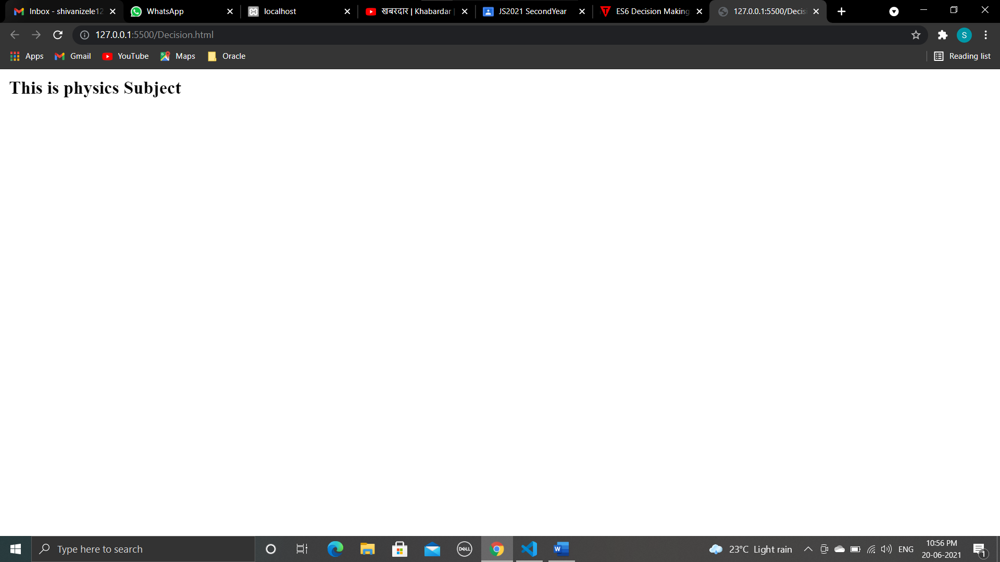 Inbox - shivanizele12
WhatsApp
localhost
खबरदार | Khabardar |
JS2021 SecondYear
ES6 Decision Making
127.0.0.1:5500/Decisi
127.0.0.1:5500/Decision.html
S
Apps
Gmail
YouTube
Maps
Oracle
Reading list
This is physics Subject
Type here to search
DELL
W
23°C Light rain
ENG
10:56 PM
20-06-2021
1